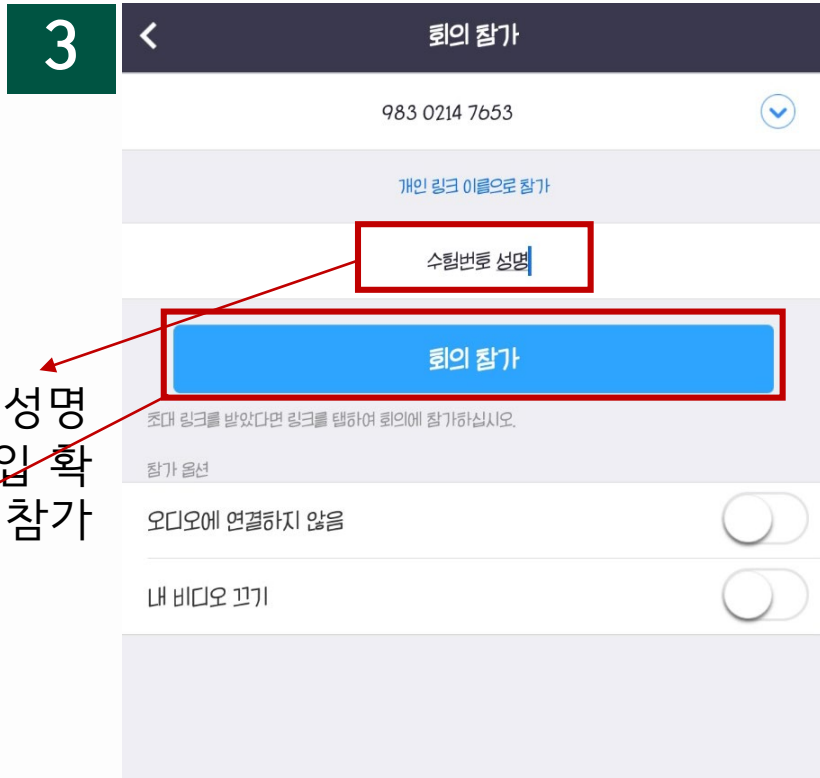 3
회의 참가
983 0214 7653
개인 링크 이름으로 참가
수험번호 성명
회의 참가
초대 링크를 받았다면 링크를 탭하여 회의에 참가하십시오.
참가 옵션
오디오에 연결하지 않음
내 비디오 끄기
성명
입 확
참가